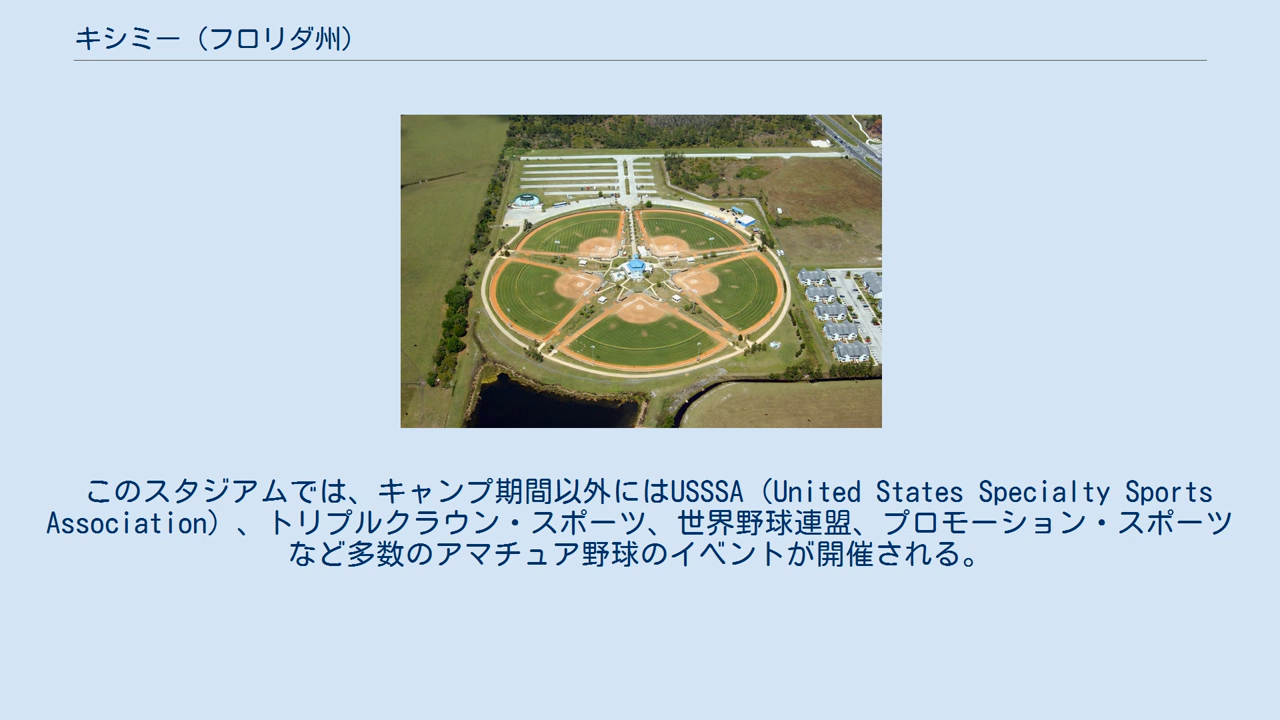 キシミー（フロリダ州）
このスタジアムでは、キャンプ期間以外にはUSSSA（United States Specialty Sports
Association）、トリプルクラウン・スポーツ、世界野球連盟、プロモーション・スポーツ
など多数のアマチュア野球のイベントが開催される。